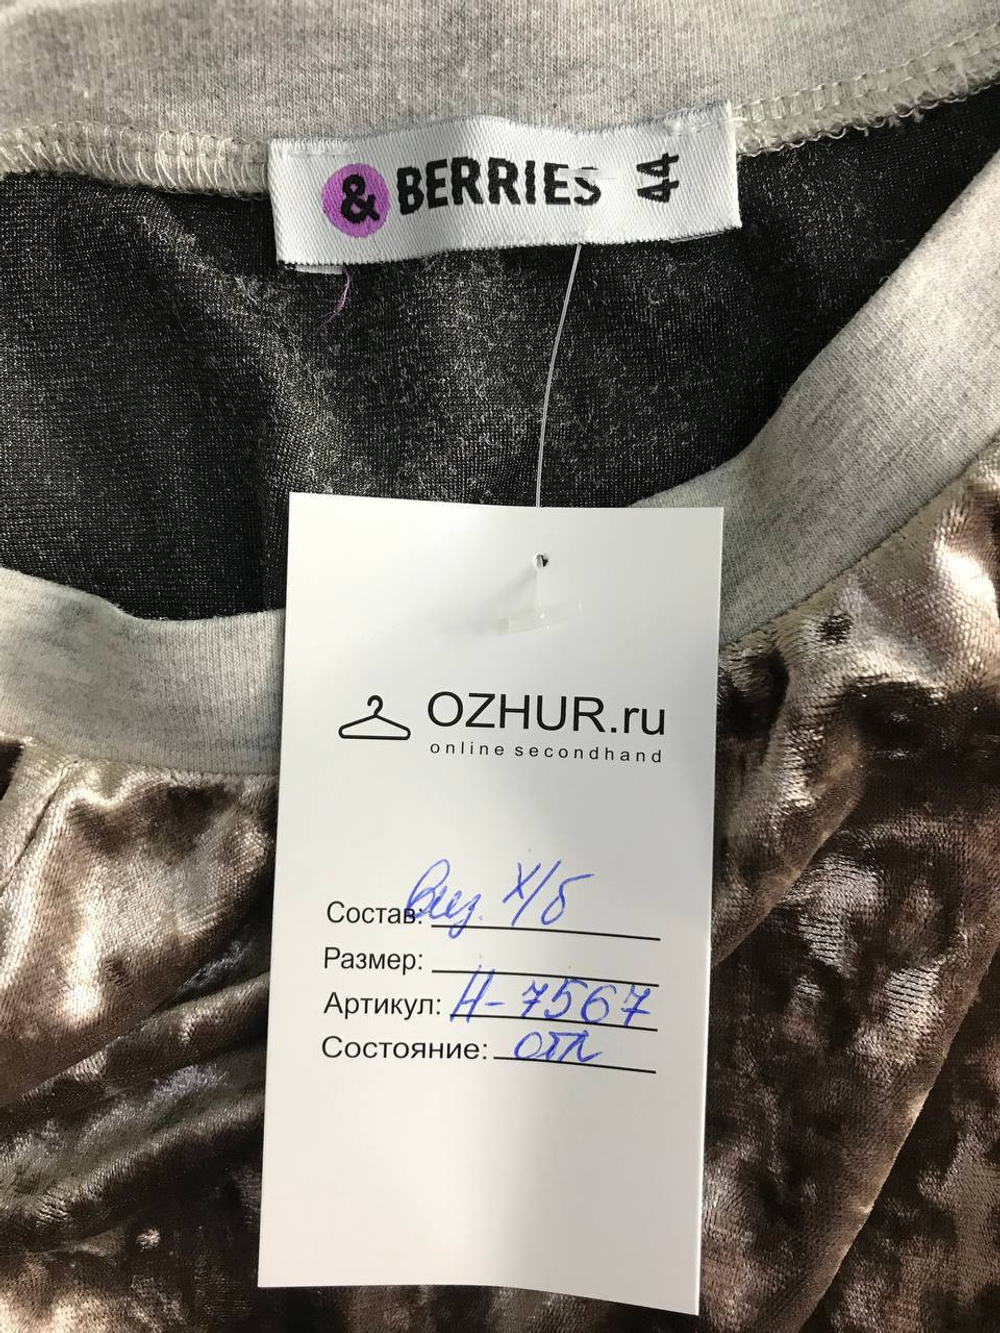 & BERRIES 44
OZHUR.ru
online secondhand
Состав: Виз. х/б
Размер:
Артикул: Н-7567
Состояние: отл